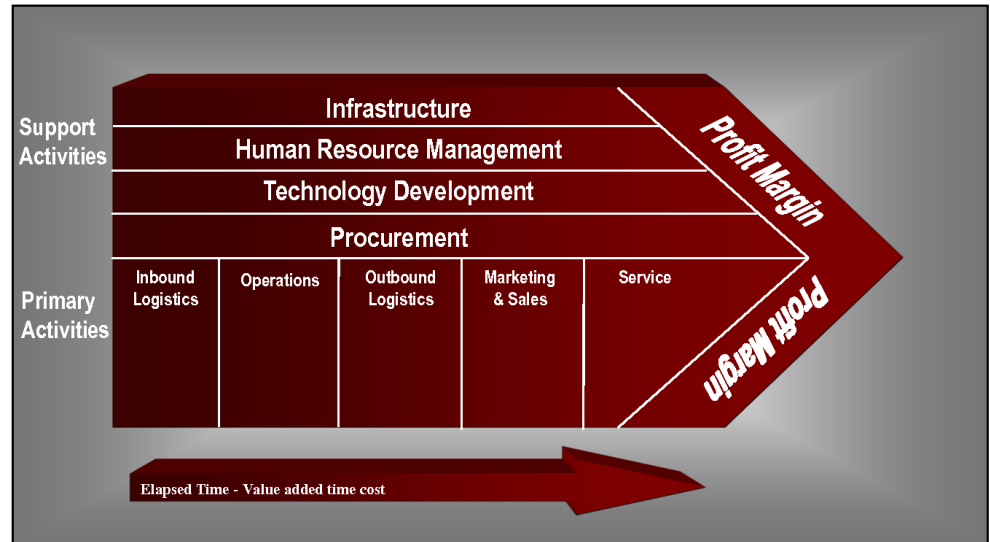 Support
Activities
Infrastructure
Human Resource Management
Technology Development
Procurement
Profit Margin
Primary
Activities
Inbound
Logistics
Operations
Outbound
Logistics
Marketing
& Sales
Service
Profit Margin
Elapsed Time - Value added time cost